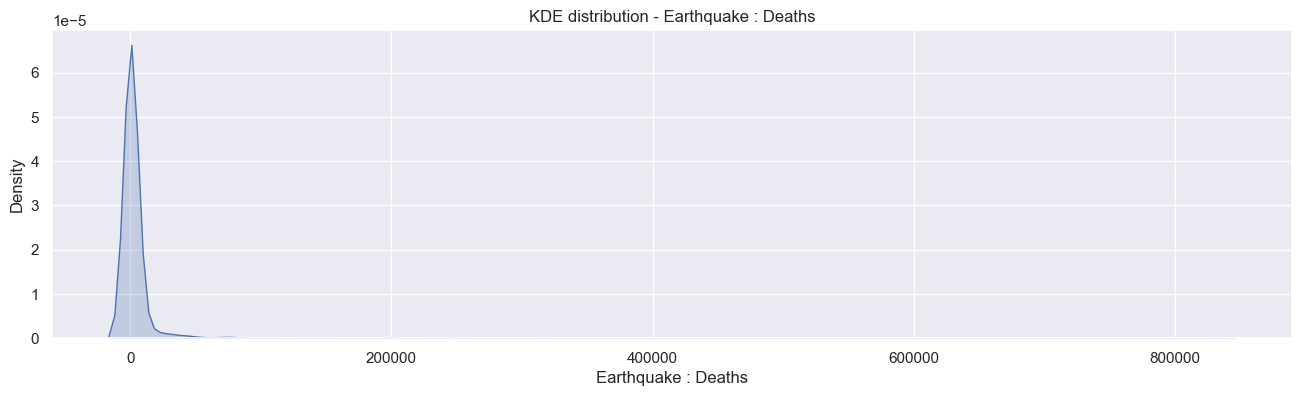 KDE distribution - Earthquake : Deaths
1e−5
6
5
4
3
2
1
0
Density
0 200000 400000 600000 800000
Earthquake : Deaths